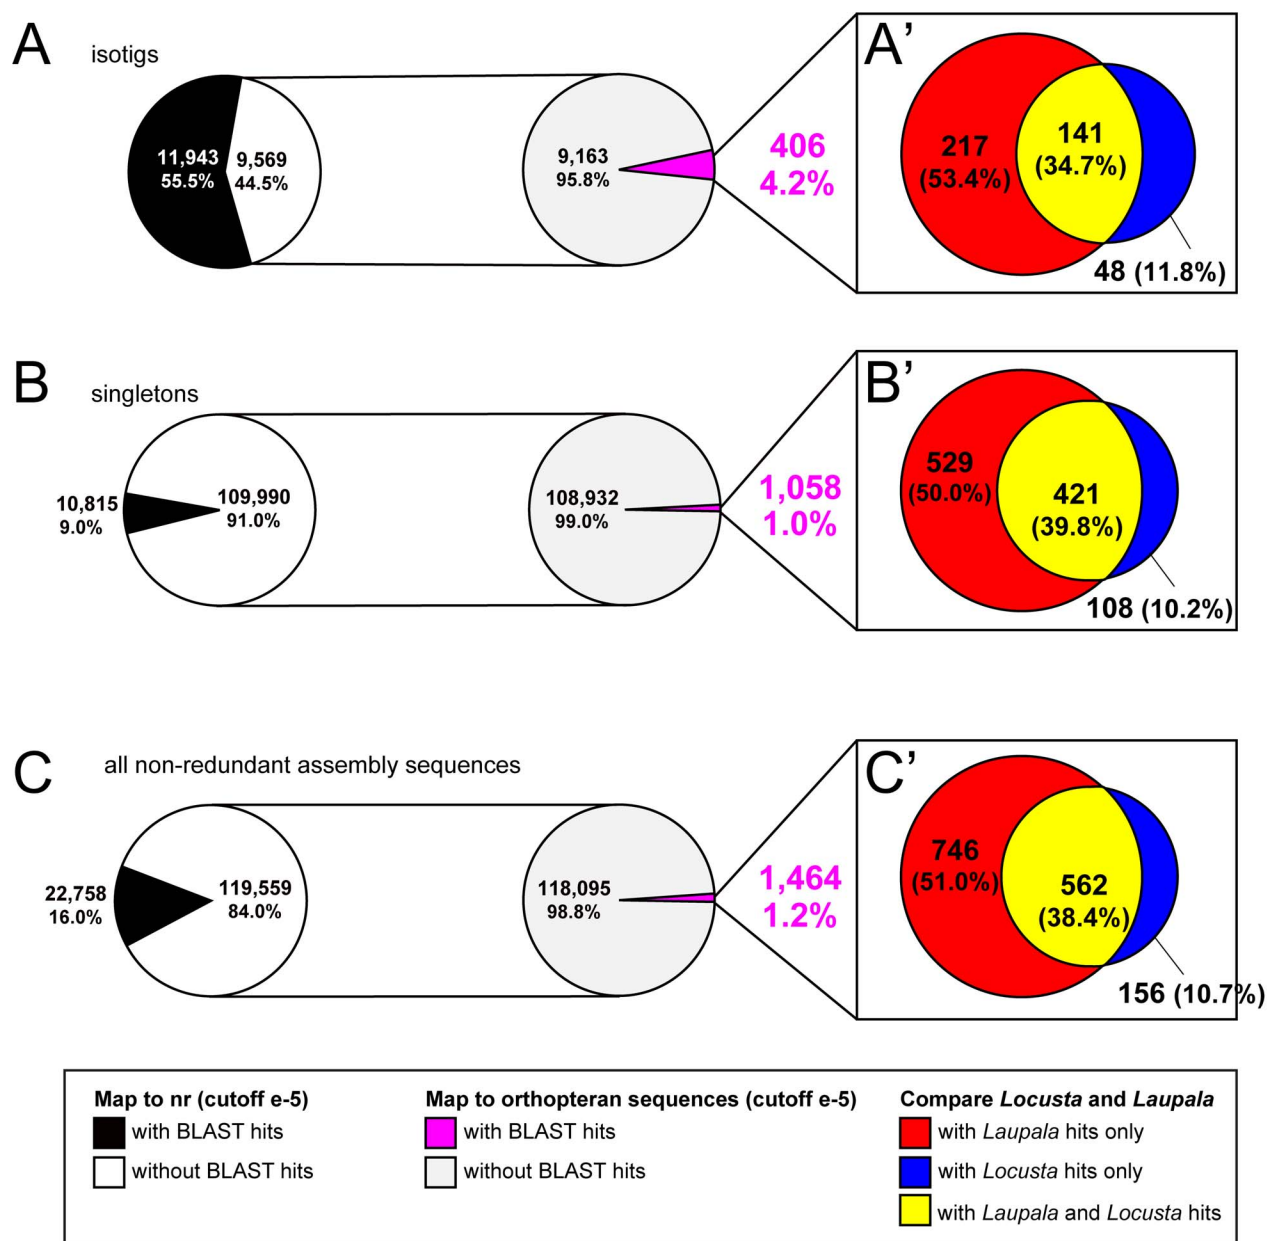 A
isotigs
11,943
55.5%
9,569
44.5%
9,163
95.8%
406
4.2%
A’
217
(53.4%)
141
(34.7%)
48 (11.8%)
B
singletons
10,815
9.0%
109,990
91.0%
108,932
99.0%
1,058
1.0%
B’
529
(50.0%)
421
(39.8%)
108 (10.2%)
C
all non-redundant assembly sequences
22,758
16.0%
119,559
84.0%
118,095
98.8%
1,464
1.2%
C’
746
(51.0%)
562
(38.4%)
156 (10.7%)
Map to nr (cutoff e-5)
with BLAST hits
without BLAST hits
Map to orthopteran sequences (cutoff e-5)
with BLAST hits
without BLAST hits
Compare Locusta and Laupala
with Laupala hits only
with Locusta hits only
with Laupala and Locusta hits